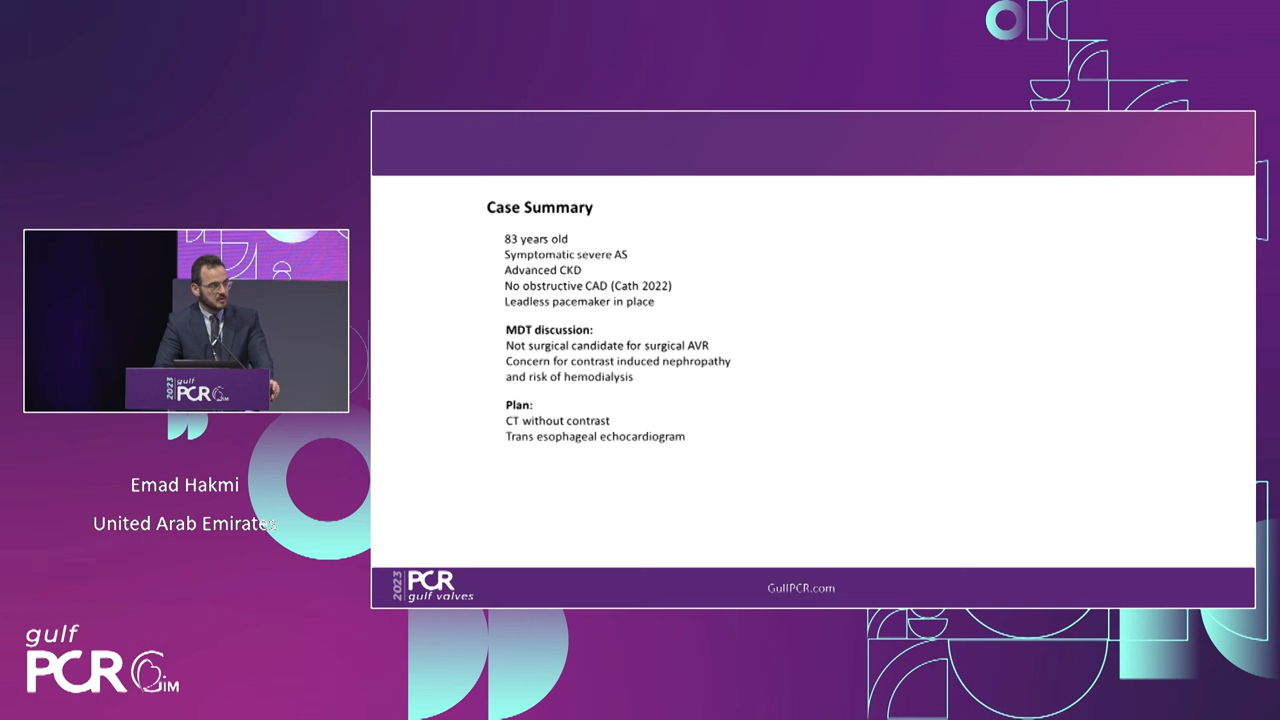 Case Summary
83 years old
Symptomatic severe AS
Advanced CKD
No obstructive CAD (Cath 2022)
Leadless pacemaker in place
MDT discussion:
Not surgical candidate for surgical AVR
Concern for contrast induced nephropathy
and risk of hemodialysis
Plan:
CT without contrast
Trans esophageal echocardiogram
2023 PCR
gulf valves
GulfPCR.com
2023 gulf
PCR GIM
Emad Hakmi
United Arab Emirates
gulf
PCR GIM